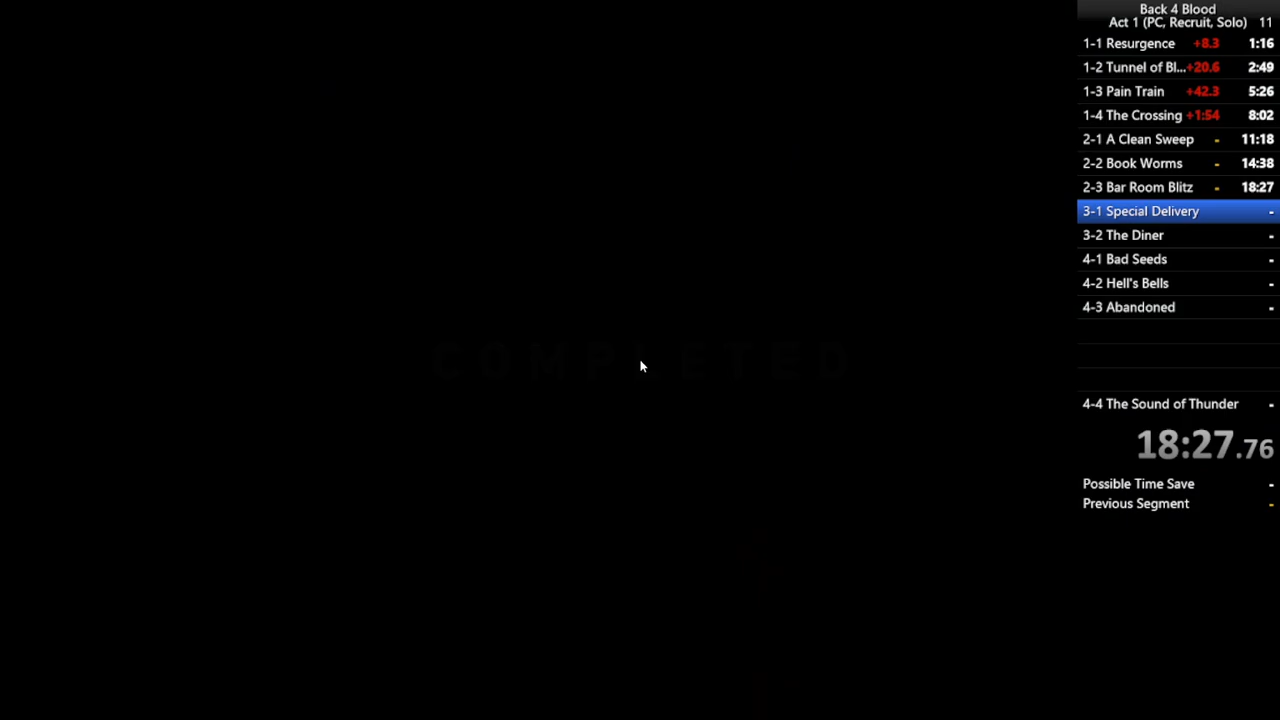 Back 4 Blood
Act 1 (PC, Recruit, Solo) 11
1-1 Resurgence +8.3 1:16
1-2 Tunnel of Bl... +20.6 2:49
1-3 Pain Train +42.3 5:26
1-4 The Crossing +1:54 8:02
2-1 A Clean Sweep - 11:18
2-2 Book Worms - 14:38
2-3 Bar Room Blitz - 18:27
3-1 Special Delivery -
3-2 The Diner -
4-1 Bad Seeds -
4-2 Hell's Bells -
COMPLETED
4-3 Abandoned -
4-4 The Sound of Thunder -
18:27.76
Possible Time Save -
Previous Segment -